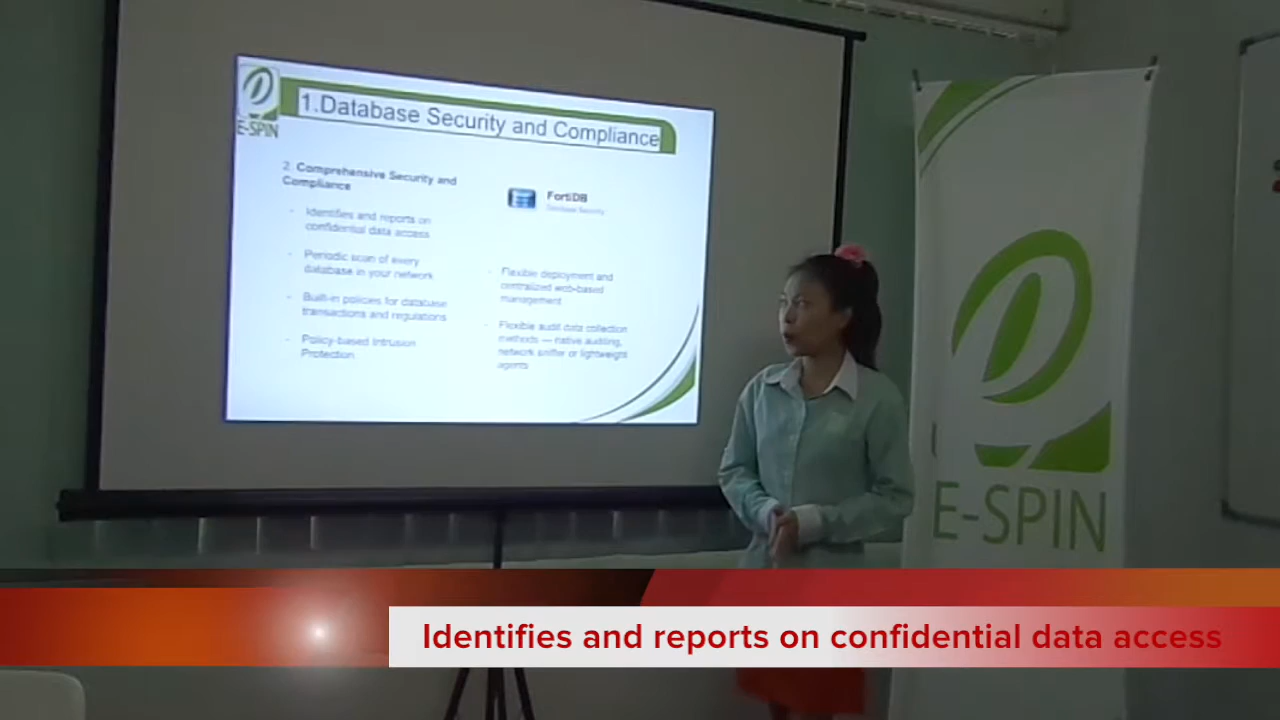 E-SPIN
1.Database Security and Compliance
2. Comprehensive Security and
Compliance
- Identifies and reports on
confidential data access
- Periodic scan of every
database in your network
- Built-in policies for database
transactions and regulations
- Policy-based Intrusion
Protection
FortiDB
Database Security
- Flexible deployment and
centralized web-based
management
- Flexible audit data collection
methods — native auditing,
network sniffer or lightweight
agents
E-SPIN
Identifies and reports on confidential data access